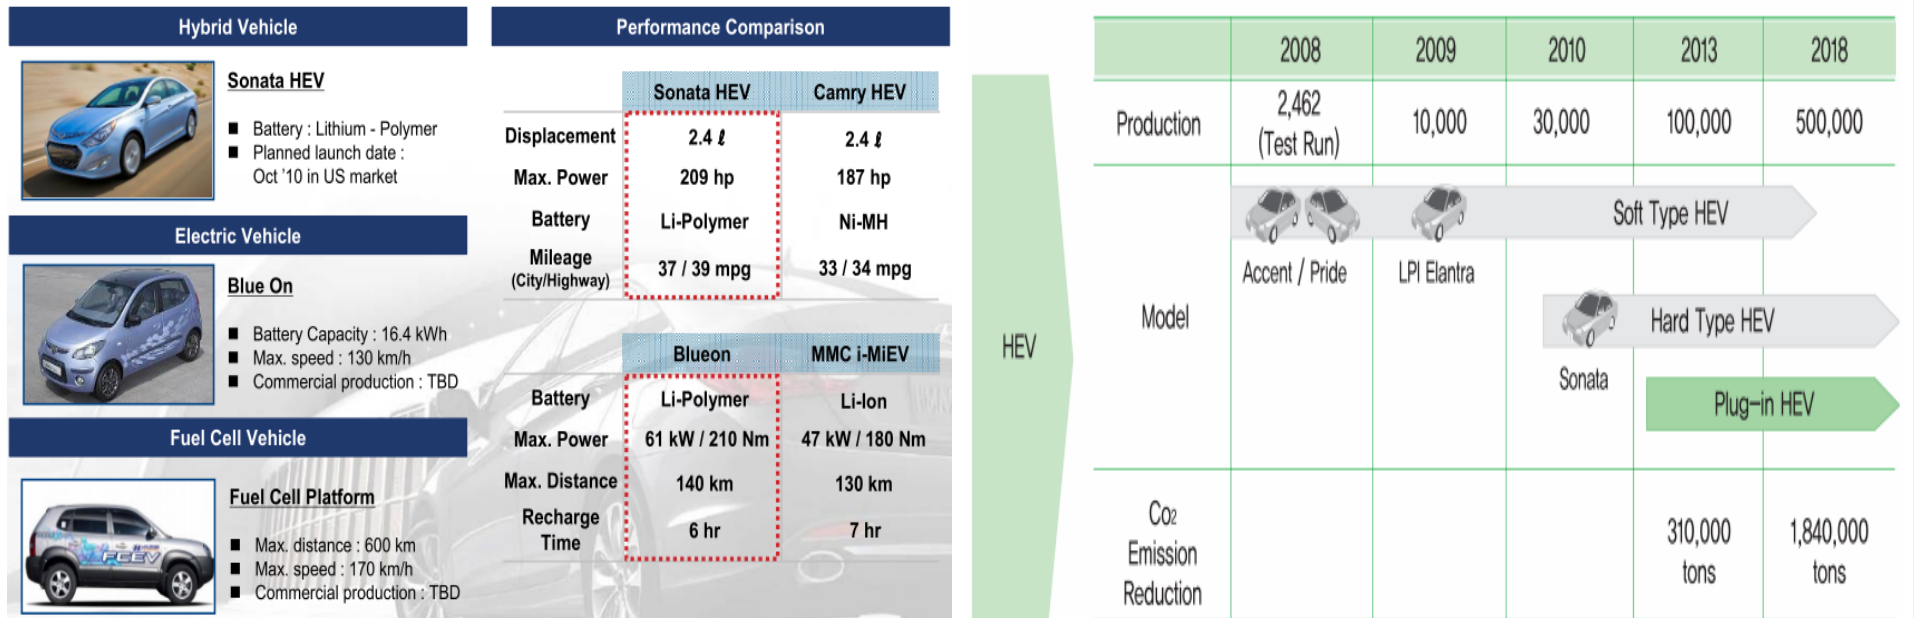 Hybrid Vehicle
Sonata HEV
■ Battery : Lithium - Polymer
■ Planned launch date :
Oct '10 in US market
Electric Vehicle
Blue On
■ Battery Capacity : 16.4 kWh
■ Max. speed : 130 km/h
■ Commercial production : TBD
Fuel Cell Vehicle
FCEV
Fuel Cell Platform
■ Max. distance : 600 km
■ Max. speed : 170 km/h
■ Commercial production : TBD
Performance Comparison
Sonata HEV Camry HEV
Displacement 2.4 ℓ 2.4 ℓ
Max. Power 209 hp 187 hp
Battery Li-Polymer Ni-MH
Mileage
(City/Highway) 37 / 39 mpg 33 / 34 mpg
Blueon MMC i-MiEV
Battery Li-Polymer Li-Ion
Max. Power 61 kW / 210 Nm 47 kW / 180 Nm
Max. Distance 140 km 130 km
Recharge
Time 6 hr 7 hr
HEV
2008 2009 2010 2013 2018
Production 2,462 10,000 30,000 100,000 500,000
(Test Run)
Model
Soft Type HEV
Accent / Pride LPI Elantra
Hard Type HEV
Sonata
Plug-in HEV
Co2
Emission
Reduction
310,000 1,840,000
tons tons